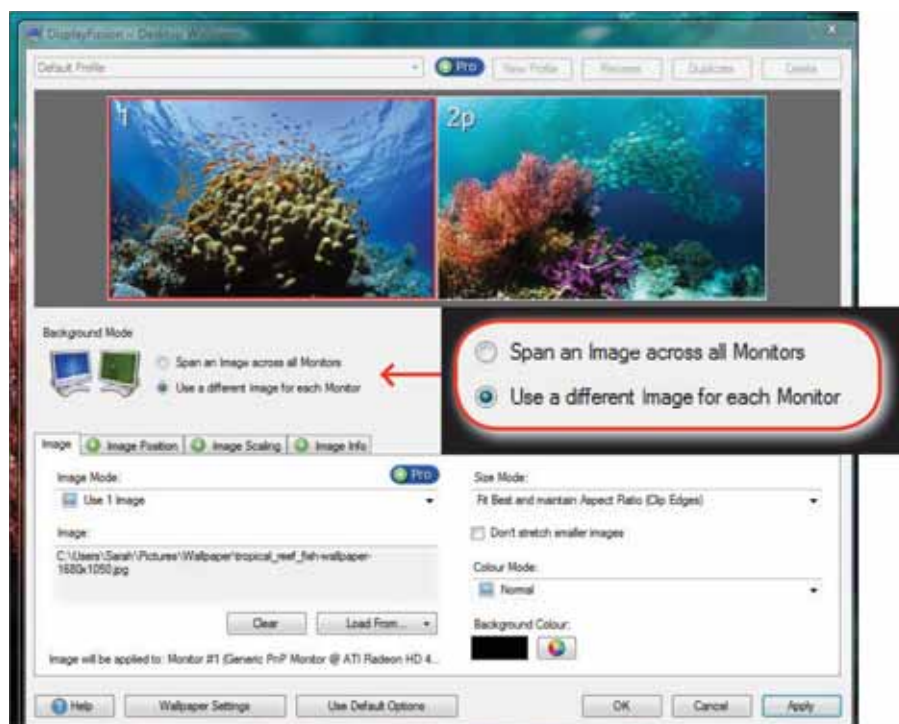 DisplayFusion - Desktop Wallpaper
Default Profile
Pro
New Profile
Rename
Duplicate
Delete
1
2p
Background Mode
Span an Image across all Monitors
Use a different Image for each Monitor
Span an Image across all Monitors
Use a different Image for each Monitor
Image
Image Position
Image Scaling
Image Info
Image Mode:
Pro
Use 1 Image
Image:
C:\Users\Sarah\Pictures\Wallpaper\tropical_reef_fish-wallpaper-
1680x1050.jpg
Clear
Load From...
Image will be applied to: Monitor #1 (Generic PnP Monitor @ ATI Radeon HD 4...
Size Mode:
Fit Best and maintain Aspect Ratio (Clip Edges)
Don't stretch smaller images
Colour Mode:
Normal
Background Colour:
Help
Wallpaper Settings
Use Default Options
OK
Cancel
Apply